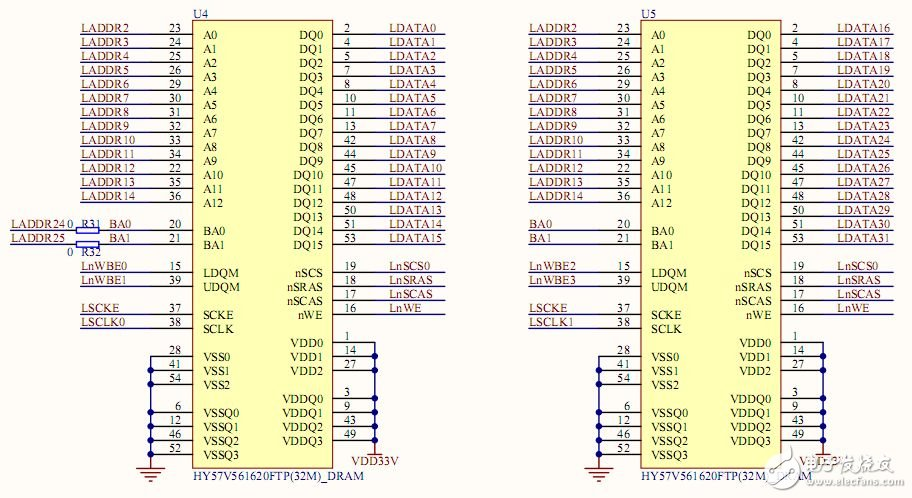 U4
LADDR2 23 A0 DQ0 2 LDATA0
LADDR3 24 A1 DQ1 4 LDATA1
LADDR4 25 A2 DQ2 5 LDATA2
LADDR5 26 A3 DQ3 7 LDATA3
LADDR6 29 A4 DQ4 8 LDATA4
LADDR7 30 A5 DQ5 10 LDATA5
LADDR8 31 A6 DQ6 11 LDATA6
LADDR9 32 A7 DQ7 13 LDATA7
LADDR10 33 A8 DQ8 42 LDATA8
LADDR11 34 A9 DQ9 44 LDATA9
LADDR12 22 A10 DQ10 45 LDATA10
LADDR13 35 A11 DQ11 47 LDATA11
LADDR14 36 A12 DQ12 48 LDATA12
DQ13 50 LDATA13
LADDR24 0 R31 BA0 20 BA0 DQ14 51 LDATA14
LADDR25 BA1 21 BA1 DQ15 53 LDATA15
0 R32
LnWBE0 15 LDQM nSCS 19 LnSCS0
LnWBE1 39 UDQM nSRAS 18 LnSRAS
nSCAS 17 LnSCAS
LSCKE 37 SCKE nWE 16 LnWE
LSCLK0 38 SCLK
VDD0 1
28 VSS0 VDD1 14
41 VSS1 VDD2 27
54 VSS2
VDDQ0 3
6 VSSQ0 VDDQ1 9
12 VSSQ1 VDDQ2 43
46 VSSQ2 VDDQ3 49
52 VSSQ3
VDD33V
HY57V561620FTP(32M)_DRAM
U5
LADDR2 23 A0 DQ0 2 LDATA16
LADDR3 24 A1 DQ1 4 LDATA17
LADDR4 25 A2 DQ2 5 LDATA18
LADDR5 26 A3 DQ3 7 LDATA19
LADDR6 29 A4 DQ4 8 LDATA20
LADDR7 30 A5 DQ5 10 LDATA21
LADDR8 31 A6 DQ6 11 LDATA22
LADDR9 32 A7 DQ7 13 LDATA23
LADDR10 33 A8 DQ8 42 LDATA24
LADDR11 34 A9 DQ9 44 LDATA25
LADDR12 22 A10 DQ10 45 LDATA26
LADDR13 35 A11 DQ11 47 LDATA27
LADDR14 36 A12 DQ12 48 LDATA28
DQ13 50 LDATA29
BA0 20 BA0 DQ14 51 LDATA30
BA1 21 BA1 DQ15 53 LDATA31
LnWBE2 15 LDQM nSCS 19 LnSCS0
LnWBE3 39 UDQM nSRAS 18 LnSRAS
nSCAS 17 LnSCAS
LSCKE 37 SCKE nWE 16 LnWE
LSCLK1 38 SCLK
VDD0 1
28 VSS0 VDD1 14
41 VSS1 VDD2 27
54 VSS2
VDDQ0 3
6 VSSQ0 VDDQ1 9
12 VSSQ1 VDDQ2 43
46 VSSQ2 VDDQ3 49
52 VSSQ3
HY57V561620FTP(32M)
电子发烧友
www.elecfans.com